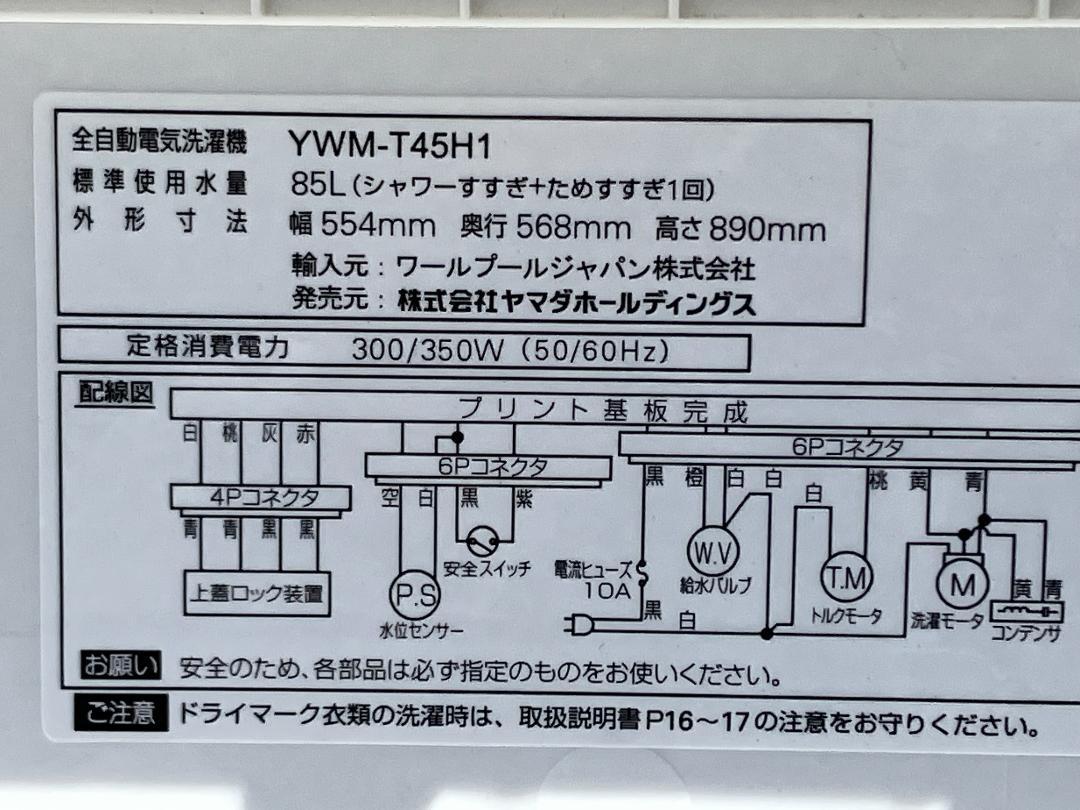 全自動電気洗濯機 YWM-T45H1
標準使用水量 85L(シャワーすすぎ+ためすすぎ1回)
外形寸法 幅554mm 奥行568mm 高さ890mm
輸入元:ワールプールジャパン株式会社
発売元:株式会社ヤマダホールディングス
定格消費電力 300/350W(50/60Hz)
配線図
プリント基板完成
白 桃 灰 赤
4Pコネクタ
青 青 黒 黒
上蓋ロック装置
6Pコネクタ
空 白 黒 紫
安全スイッチ
P.S
水位センサー
6Pコネクタ
黒 橙 白 白 白 桃 黄 青
電流ヒューズ
10A
黒 白
W.V
給水バルブ
T.M
トルクモータ
M
洗濯モータ
黄 青
コンデンサ
お願い 安全のため、各部品は必ず指定のものをお使いください。
ご注意 ドライマーク衣類の洗濯時は、取扱説明書P16〜17の注意をお守りください。